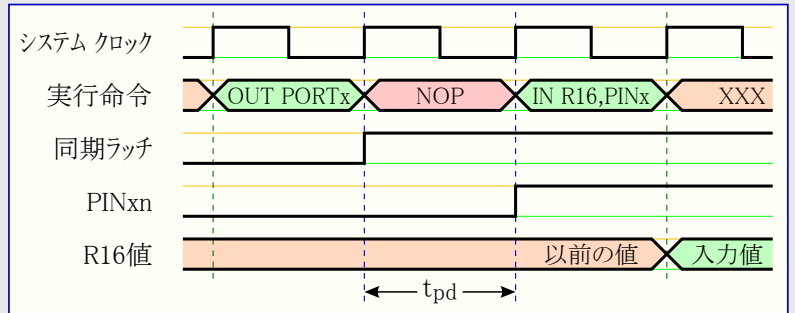 システム クロック
実行命令 OUT PORTx NOP IN R16,PINx XXX
同期ラッチ
PINxn
R16値 以前の値 入力値
tpd